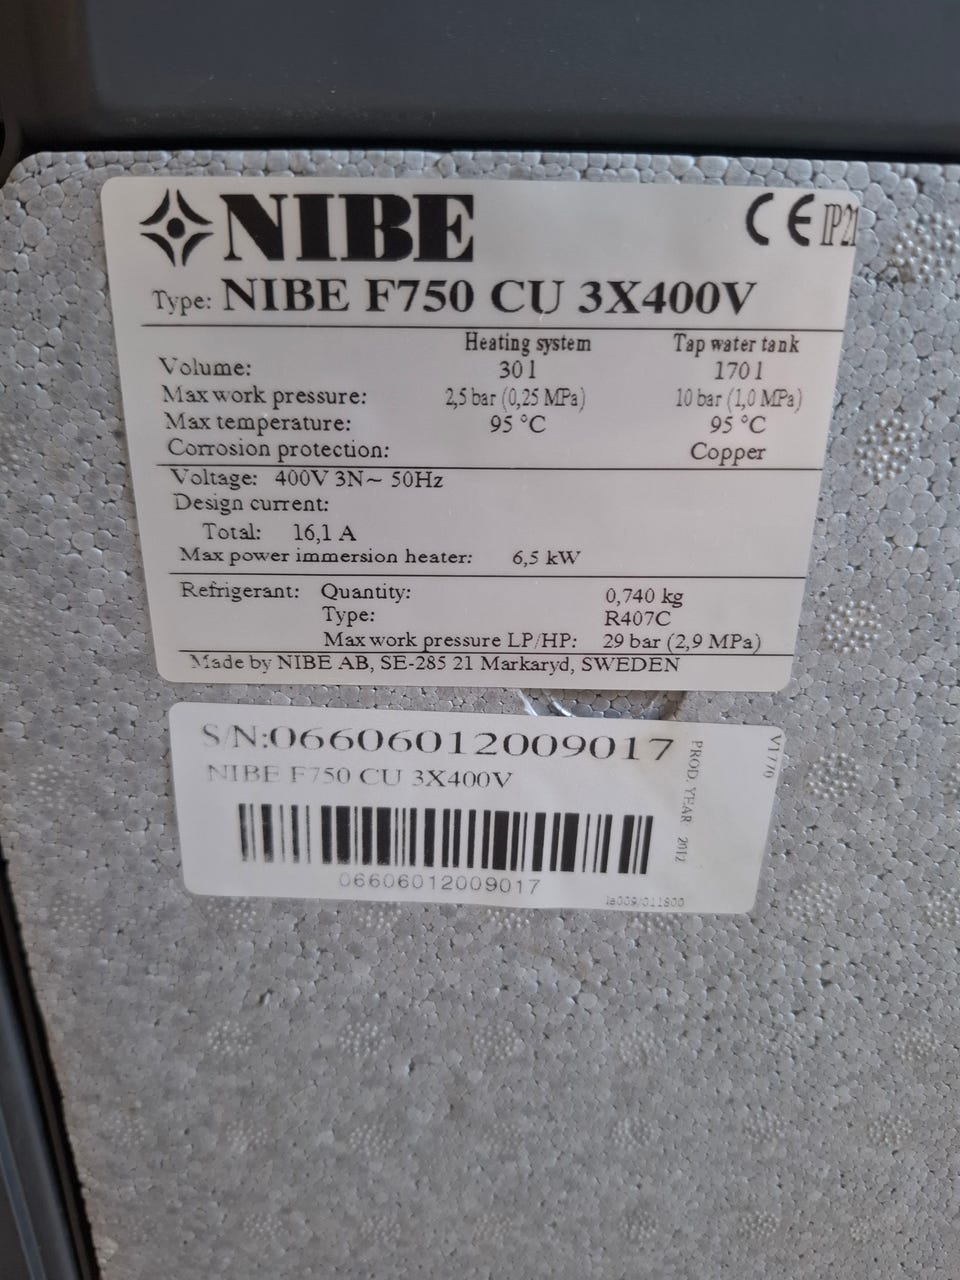 NIBE CE IP21
Type: NIBE F750 CU 3X400V
Heating system Tap water tank
Volume: 30 l 170 l
Max work pressure: 2,5 bar (0,25 MPa) 10 bar (1,0 MPa)
Max temperature: 95 °C 95 °C
Corrosion protection: Copper
Voltage: 400V 3N~ 50Hz
Design current:
Total: 16,1 A
Max power immersion heater: 6,5 kW
Refrigerant: Quantity: 0,740 kg
Type: R407C
Max work pressure LP/HP: 29 bar (2,9 MPa)
Made by NIBE AB, SE-285 21 Markaryd, SWEDEN
S/N:06606012009017
NIBE F750 CU 3X400V
06606012009017
la009/011800
PROD. YEAR 2012
V1770